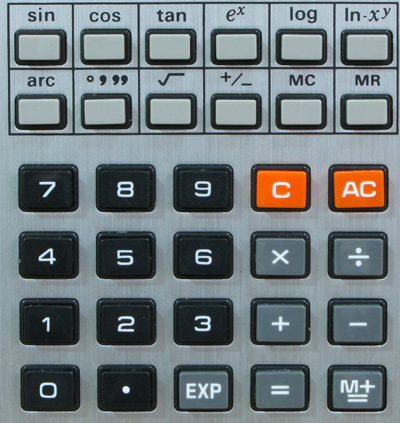 sin cos tan eˣ log ln-xʸ
arc °❜❜❜ √ +/− MC MR
7 8 9 C AC
4 5 6 × ÷
1 2 3 + −
0 · EXP = M+=